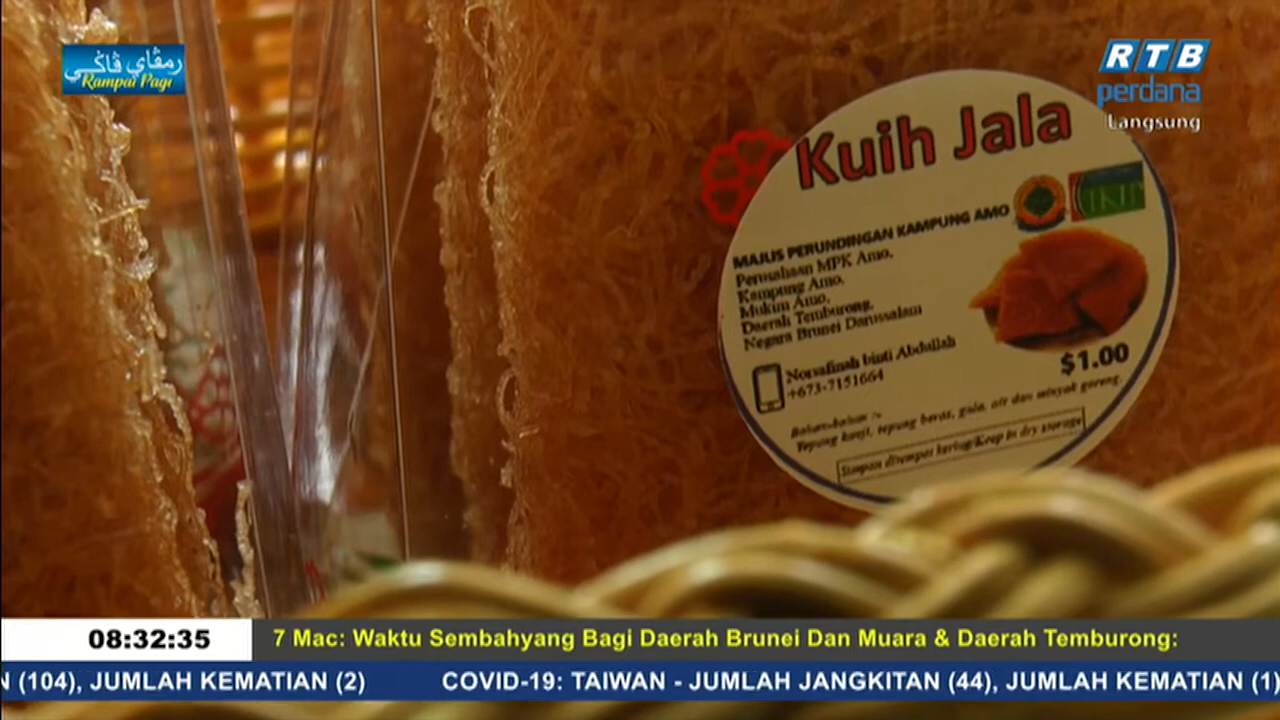 رمڤاي ڤاݢي
Rampai Pagi
RTB
perdana
Langsung
Kuih Jala
MAJLIS PERUNDINGAN KAMPUNG AMO
Perusahaan MPK Amo,
Kampung Amo,
Mukim Amo,
Daerah Temburong,
Negara Brunei Darussalam
Norsafinah binti Abdullah
+673-7151664
$1.00
Bahan-bahan :-
Tepung kanji, tepung beras, gula, air dan minyak goreng.
Simpan ditempat kering/Keep in dry storage
08:32:35
7 Mac: Waktu Sembahyang Bagi Daerah Brunei Dan Muara & Daerah Temburong:
N (104), JUMLAH KEMATIAN (2) COVID-19: TAIWAN - JUMLAH JANGKITAN (44), JUMLAH KEMATIAN (1)